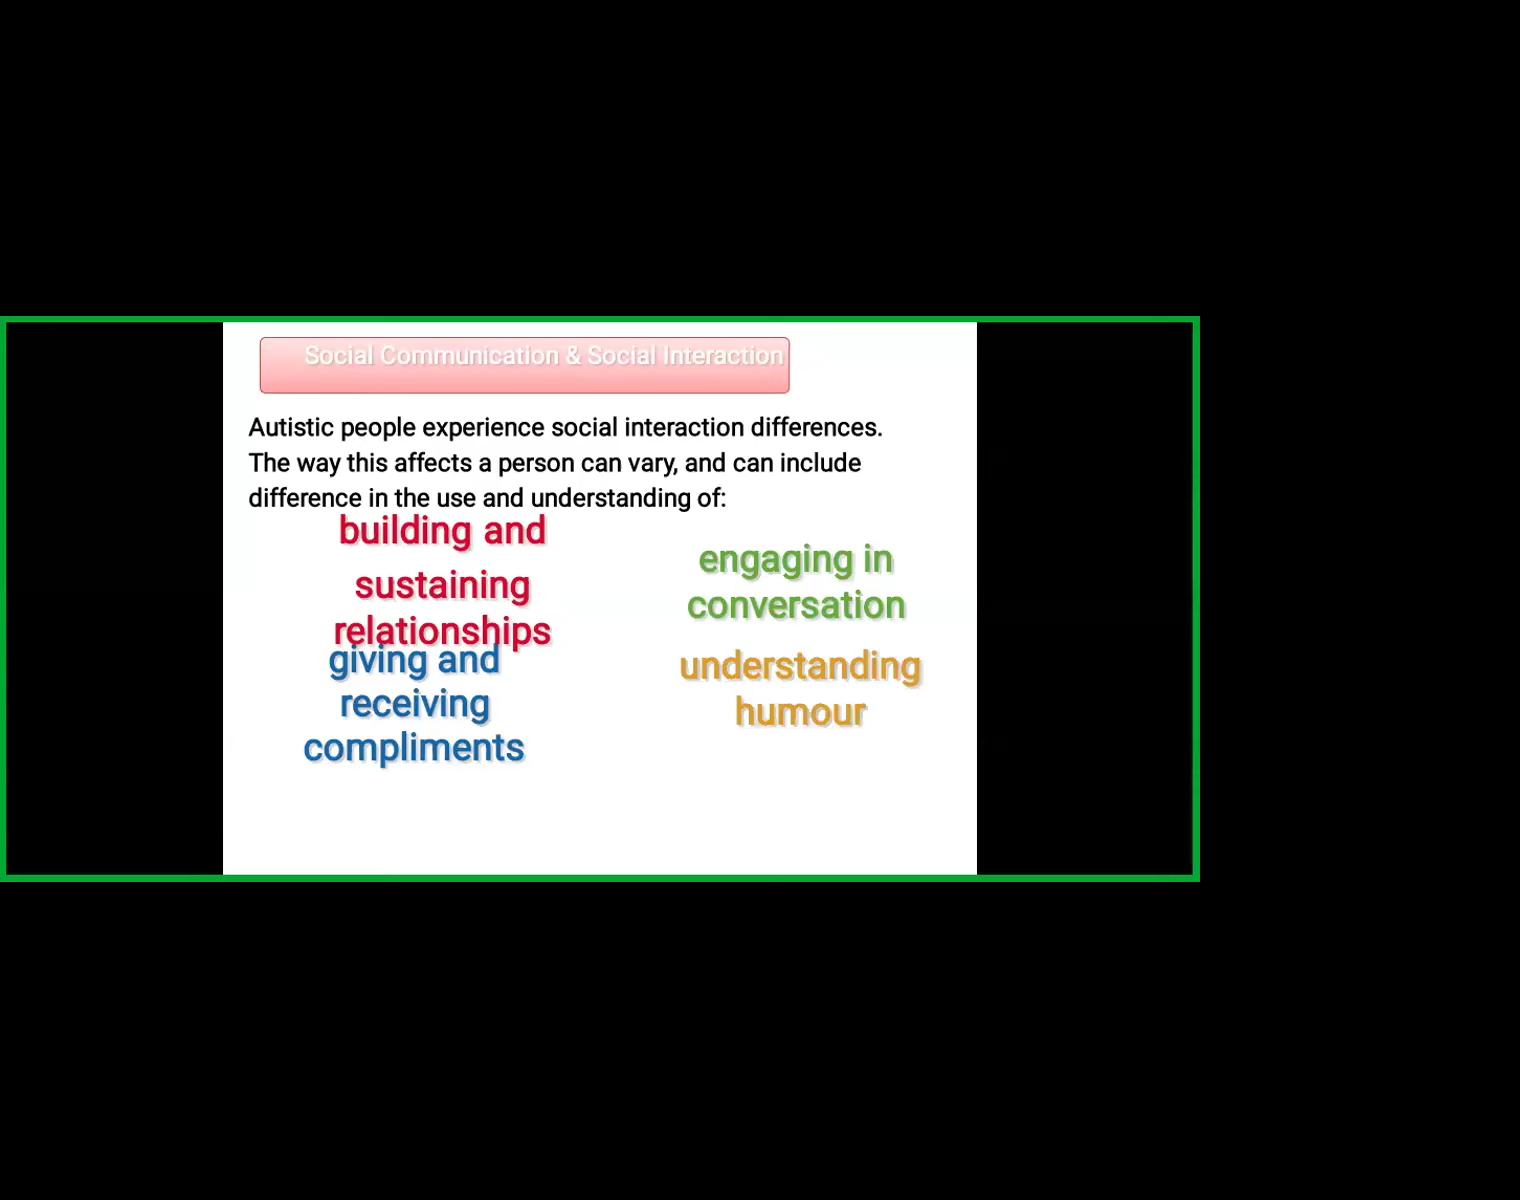 Social Communication & Social Interaction
Autistic people experience social interaction differences.
The way this affects a person can vary, and can include
difference in the use and understanding of:
building and
sustaining
relationships
giving and
receiving
compliments
engaging in
conversation
understanding
humour